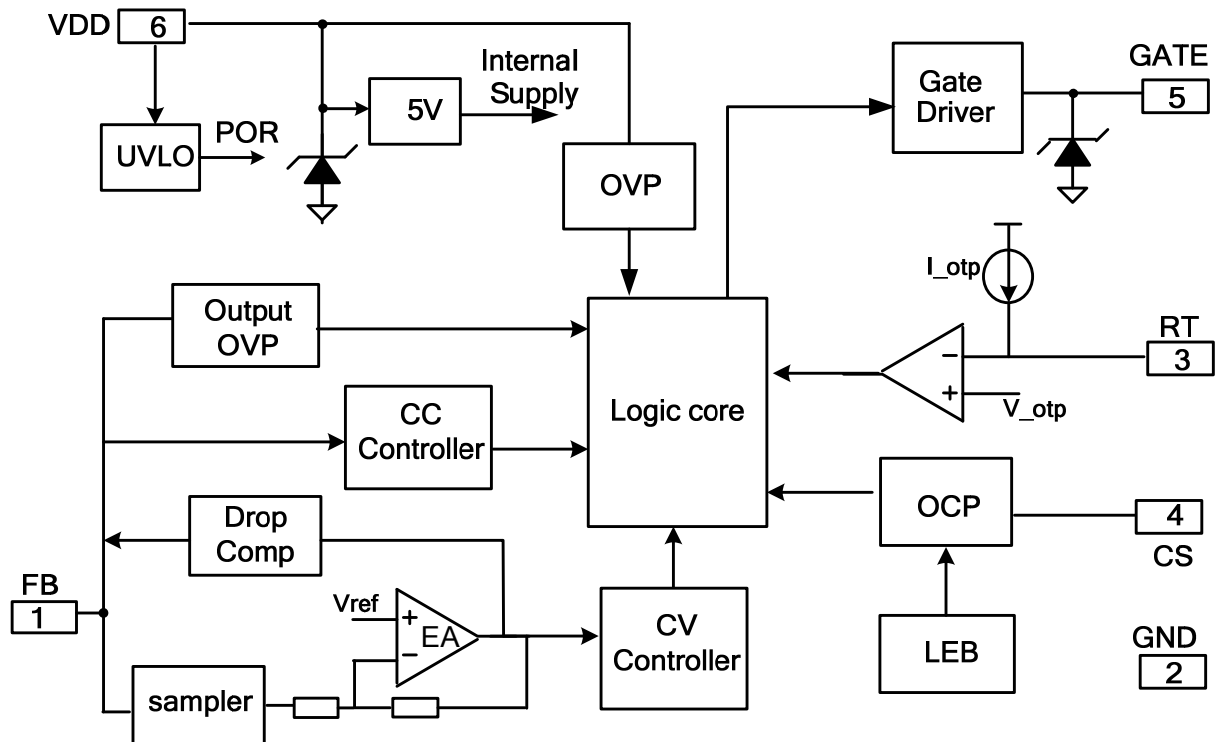 VDD
6
UVLO
POR
5V
Internal
Supply
OVP
Gate
Driver
GATE
5
I_otp
RT
3
−
+
V_otp
Output
OVP
CC
Controller
Logic core
Drop
Comp
OCP
4
CS
FB
1
Vref
+
−
EA
CV
Controller
LEB
GND
2
sampler